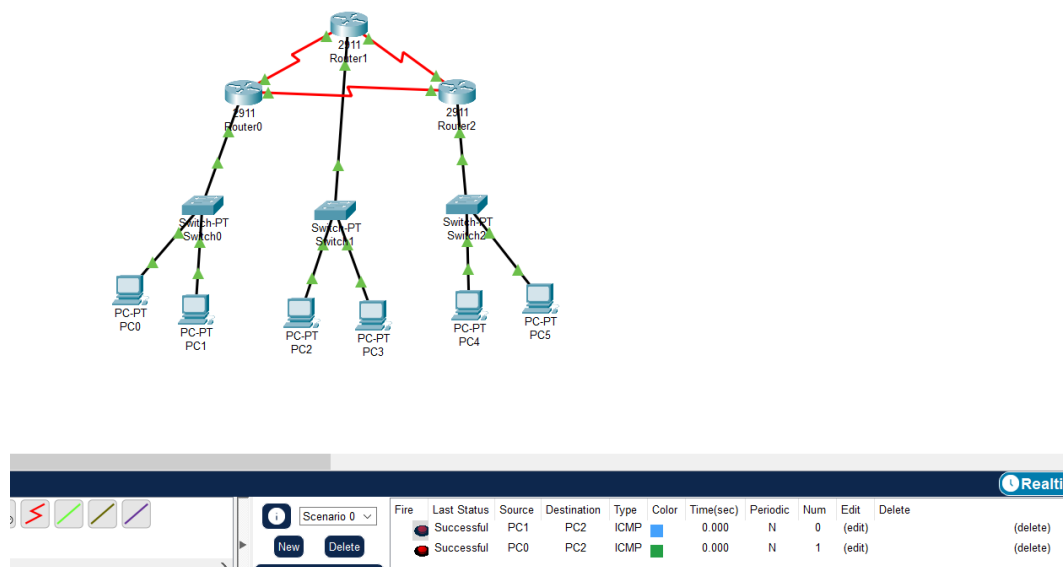 2911
Router1
2911
Router0
2911
Router2
Switch-PT
Switch0
Switch-PT
Switch1
Switch-PT
Switch2
PC-PT
PC0
PC-PT
PC1
PC-PT
PC2
PC-PT
PC3
PC-PT
PC4
PC-PT
PC5
Realti
Scenario 0
New Delete
Fire Last Status Source Destination Type Color Time(sec) Periodic Num Edit Delete
Successful PC1 PC2 ICMP 0.000 N 0 (edit) (delete)
Successful PC0 PC2 ICMP 0.000 N 1 (edit) (delete)